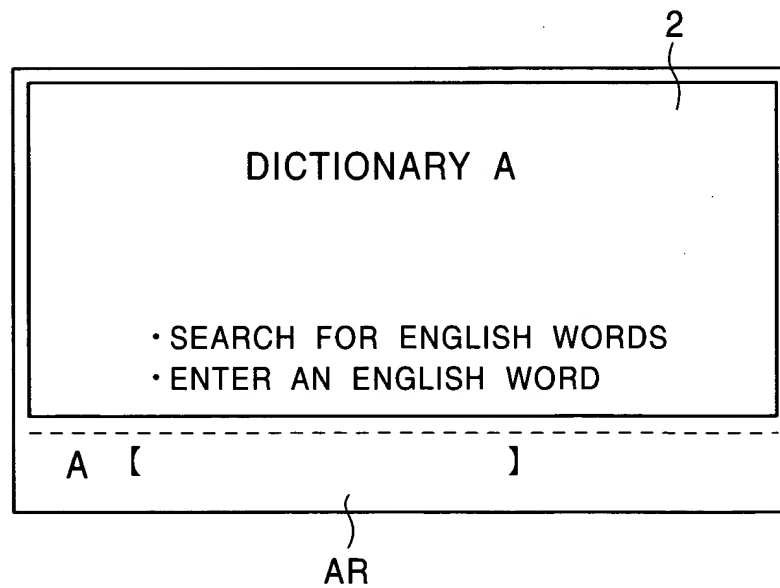 2
DICTIONARY A
・SEARCH FOR ENGLISH WORDS
・ENTER AN ENGLISH WORD
A 【 】
AR